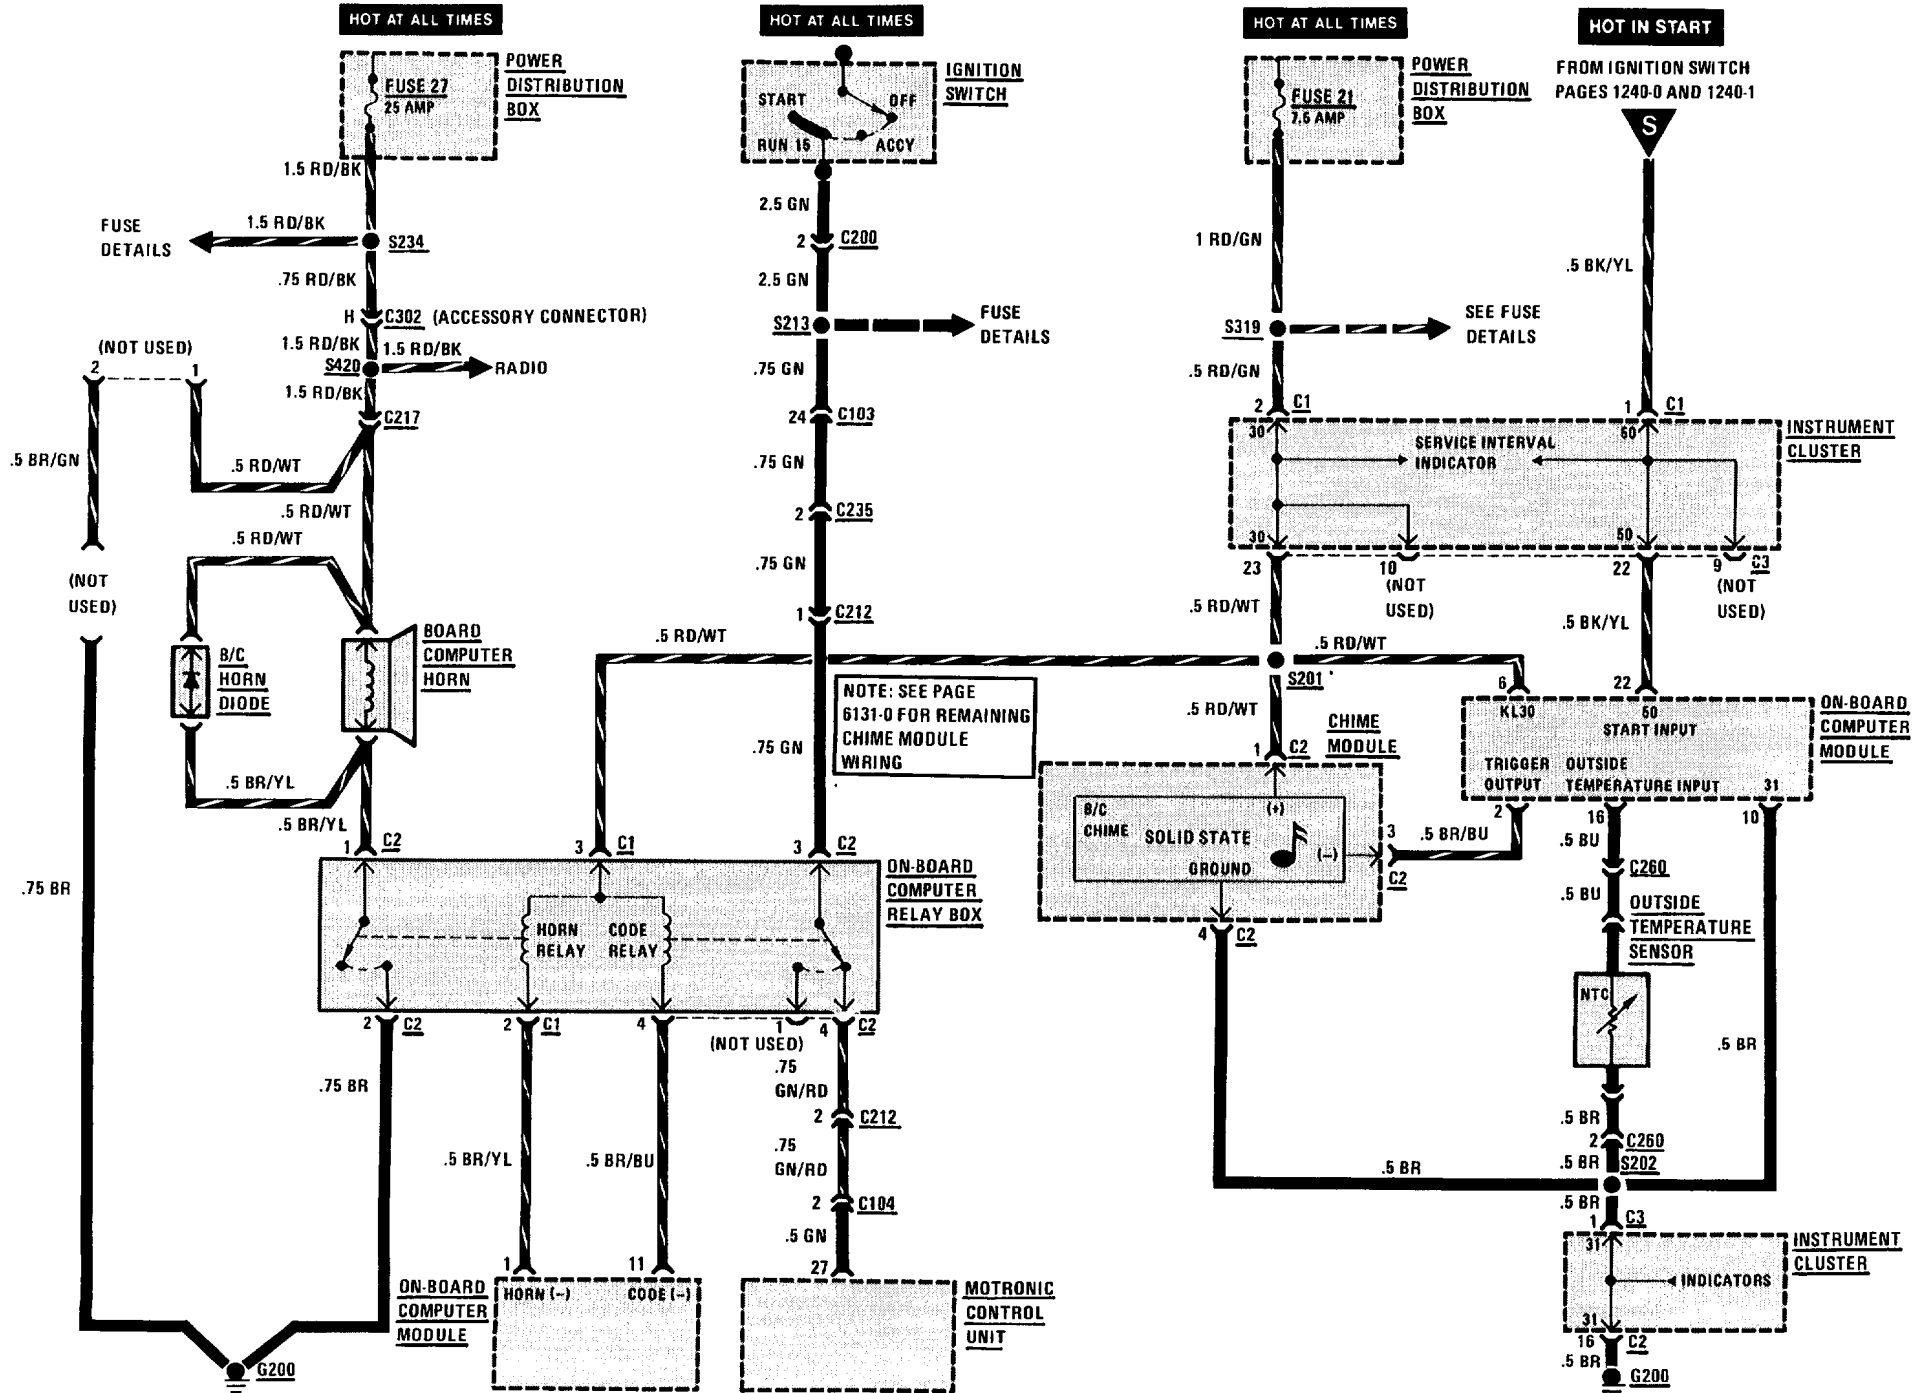 HOT AT ALL TIMES
HOT AT ALL TIMES
HOT AT ALL TIMES
HOT IN START
FUSE 27
25 AMP
POWER
DISTRIBUTION
BOX
START
OFF
RUN 15
ACCY
IGNITION
SWITCH
FUSE 21
7.5 AMP
POWER
DISTRIBUTION
BOX
FROM IGNITION SWITCH
PAGES 1240-0 AND 1240-1
S
1.5 RD/BK
FUSE
DETAILS
1.5 RD/BK
S234
.75 RD/BK
H C302 (ACCESSORY CONNECTOR)
1.5 RD/BK
1.5 RD/BK
S420
RADIO
1.5 RD/BK
C217
(NOT USED)
2
1
.5 BR/GN
.5 RD/WT
.5 RD/WT
.5 RD/WT
(NOT
USED)
B/C
HORN
DIODE
BOARD
COMPUTER
HORN
.5 BR/YL
.5 BR/YL
.75 BR
2.5 GN
2 C200
2.5 GN
S213
FUSE
DETAILS
.75 GN
24 C103
.75 GN
2 C235
.75 GN
1 C212
.5 RD/WT
.75 GN
NOTE: SEE PAGE
6131-0 FOR REMAINING
CHIME MODULE
WIRING
1 RD/GN
S319
SEE FUSE
DETAILS
.5 RD/GN
2 C1
.5 BK/YL
1 C1
30
50
SERVICE INTERVAL
INDICATOR
30
50
INSTRUMENT
CLUSTER
23
10
(NOT
USED)
22
9 C3
(NOT
USED)
.5 RD/WT
.5 BK/YL
S201
.5 RD/WT
.5 RD/WT
6
22
KL30
50
START INPUT
TRIGGER
OUTPUT
OUTSIDE
TEMPERATURE INPUT
31
ON-BOARD
COMPUTER
MODULE
1 C2
CHIME
MODULE
B/C
CHIME
(+)
SOLID STATE
(−)
GROUND
3
C2
.5 BR/BU
2
16
10
4 C2
.5 BU
C260
.5 BU
OUTSIDE
TEMPERATURE
SENSOR
NTC
.5 BR
.5 BR
2 C260
.5 BR
S202
.5 BR
.5 BR
1 C3
31
INDICATORS
31
INSTRUMENT
CLUSTER
16 C2
.5 BR
G200
1 C2
3 C1
3 C2
HORN
RELAY
CODE
RELAY
ON-BOARD
COMPUTER
RELAY BOX
2 C2
2 C1
4
1
(NOT USED)
4 C2
.75 BR
.5 BR/YL
.5 BR/BU
.75
GN/RD
2 C212
.75
GN/RD
2 C104
.5 GN
1
11
27
HORN (−)
CODE (−)
ON-BOARD
COMPUTER
MODULE
MOTRONIC
CONTROL
UNIT
G200